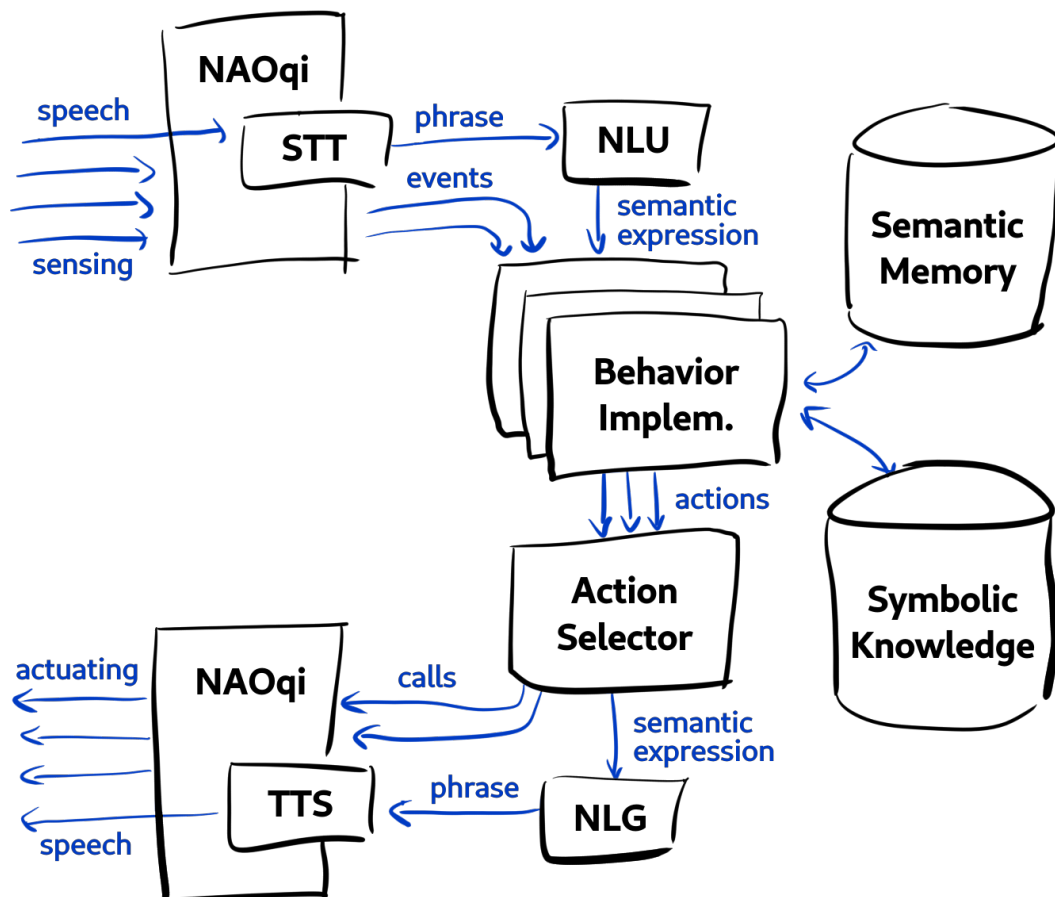 NAOqi
speech
STT
phrase
NLU
events
semantic
expression
sensing
Semantic
Memory
Behavior
Implem.
actions
Action
Selector
Symbolic
Knowledge
actuating
NAOqi
calls
semantic
expression
TTS
phrase
NLG
speech